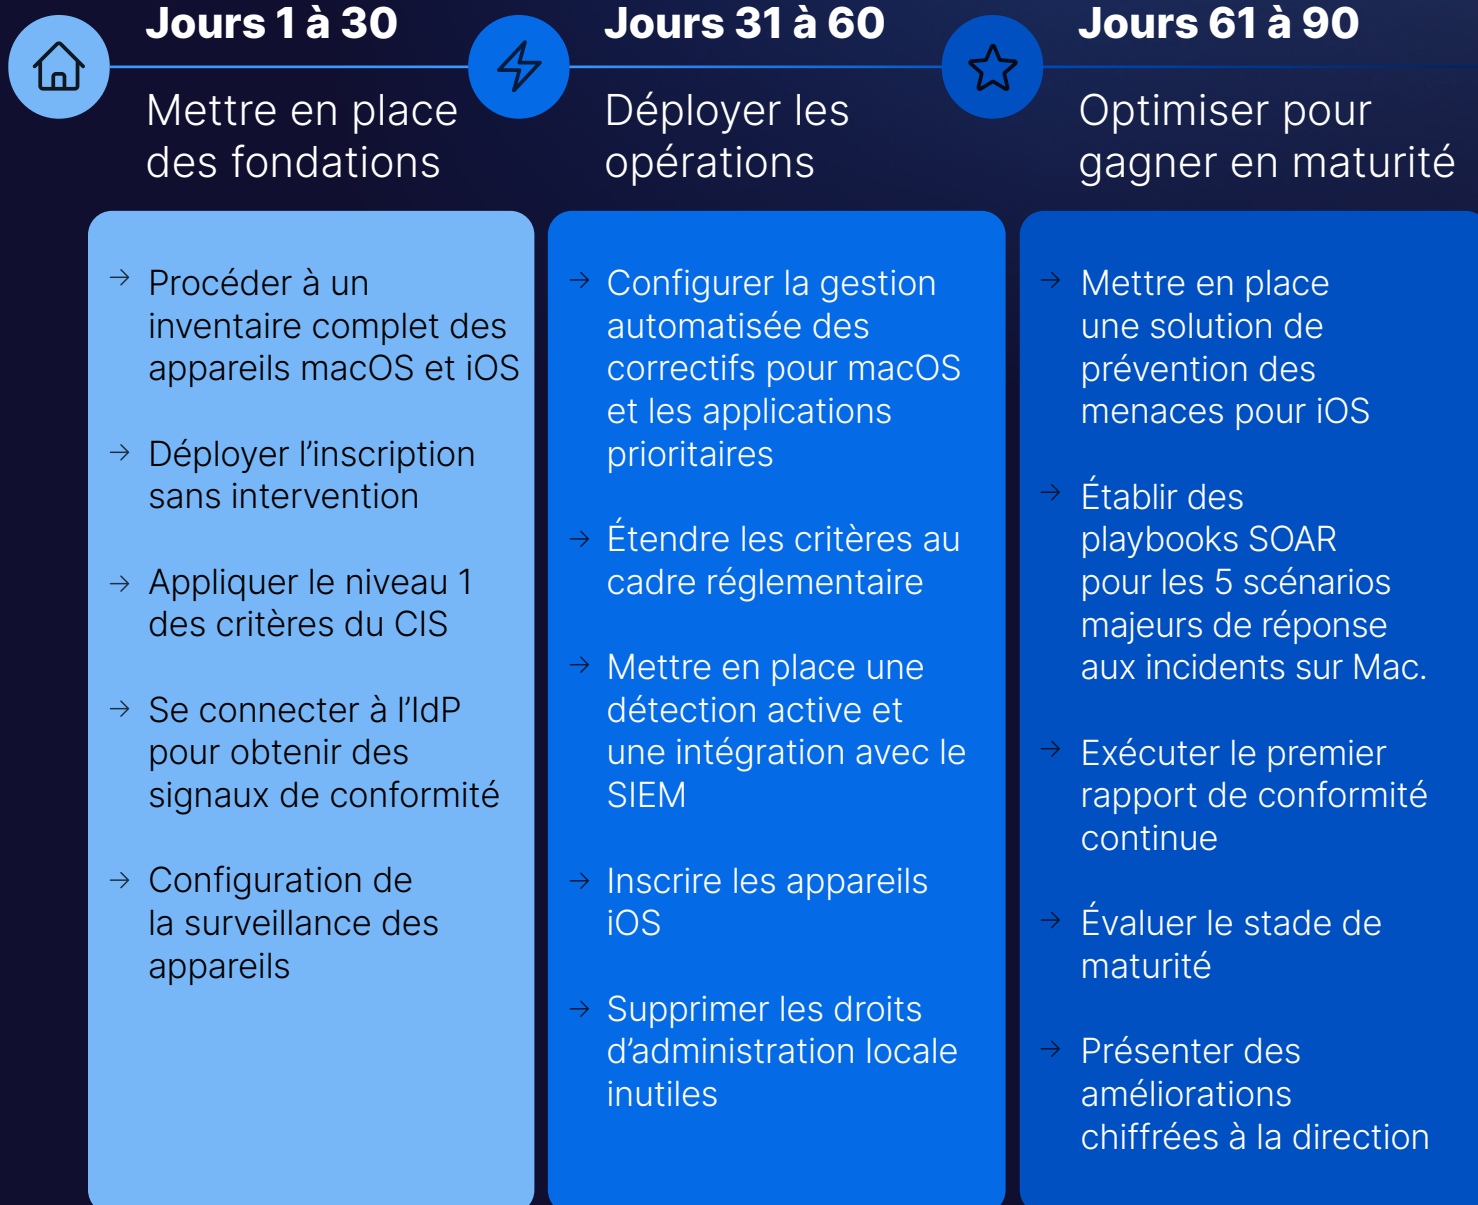 Jours 1 à 30
Mettre en place
des fondations
→ Procéder à un
inventaire complet des
appareils macOS et iOS
→ Déployer l’inscription
sans intervention
→ Appliquer le niveau 1
des critères du CIS
→ Se connecter à l’IdP
pour obtenir des
signaux de conformité
→ Configuration de
la surveillance des
appareils
Jours 31 à 60
Déployer les
opérations
→ Configurer la gestion
automatisée des
correctifs pour macOS
et les applications
prioritaires
→ Étendre les critères au
cadre réglementaire
→ Mettre en place une
détection active et
une intégration avec le
SIEM
→ Inscrire les appareils
iOS
→ Supprimer les droits
d’administration locale
inutiles
Jours 61 à 90
Optimiser pour
gagner en maturité
→ Mettre en place
une solution de
prévention des
menaces pour iOS
→ Établir des
playbooks SOAR
pour les 5 scénarios
majeurs de réponse
aux incidents sur Mac.
→ Exécuter le premier
rapport de conformité
continue
→ Évaluer le stade de
maturité
→ Présenter des
améliorations
chiffrées à la direction